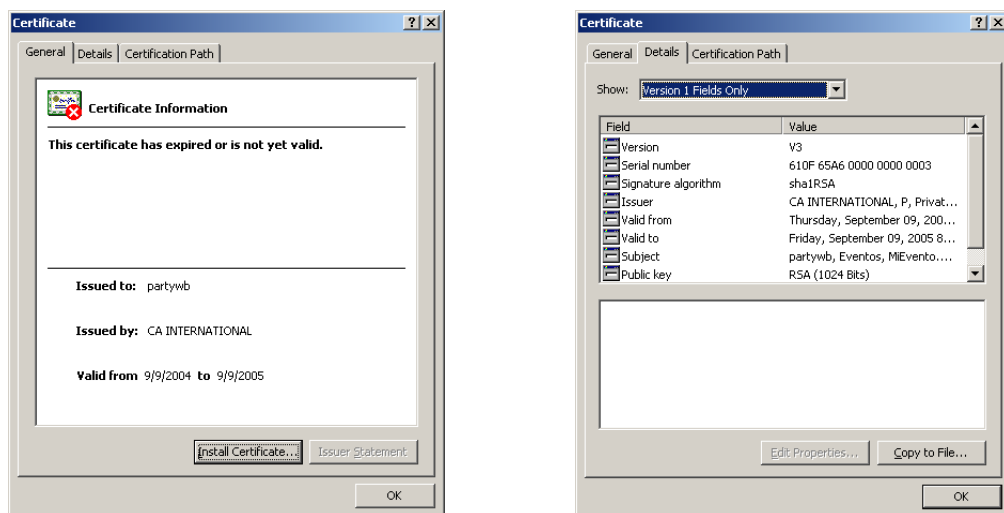 Certificate
General Details Certification Path
Certificate Information
This certificate has expired or is not yet valid.
Issued to: partywb
Issued by: CA INTERNATIONAL
Valid from 9/9/2004 to 9/9/2005
Install Certificate... Issuer Statement
OK
Certificate
General Details Certification Path
Show: Version 1 Fields Only
Field Value
Version V3
Serial number 610F 65A6 0000 0000 0003
Signature algorithm sha1RSA
Issuer CA INTERNATIONAL, P, Privat...
Valid from Thursday, September 09, 200...
Valid to Friday, September 09, 2005 8...
Subject partywb, Eventos, MiEvento....
Public key RSA (1024 Bits)
Edit Properties... Copy to File...
OK